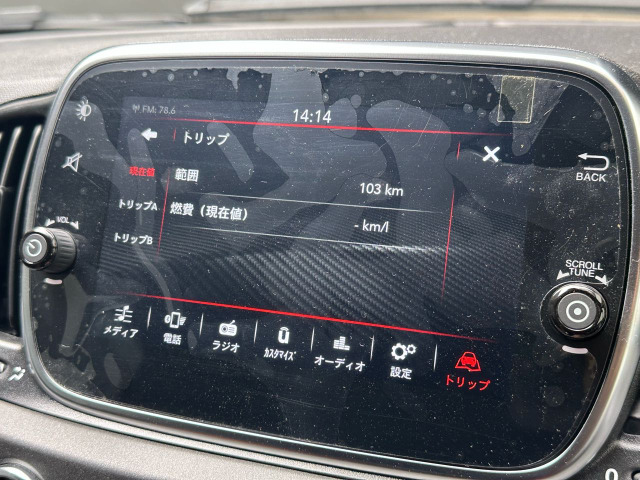 FM: 78.6
14:14
トリップ
BACK
現在値
範囲
103 km
トリップA
燃費（現在値）
- km/l
トリップB
VOL
SCROLL
TUNE
メディア
電話
ラジオ
ｶｽﾀﾏｲｽﾞ
オーディオ
設定
トリップ
0